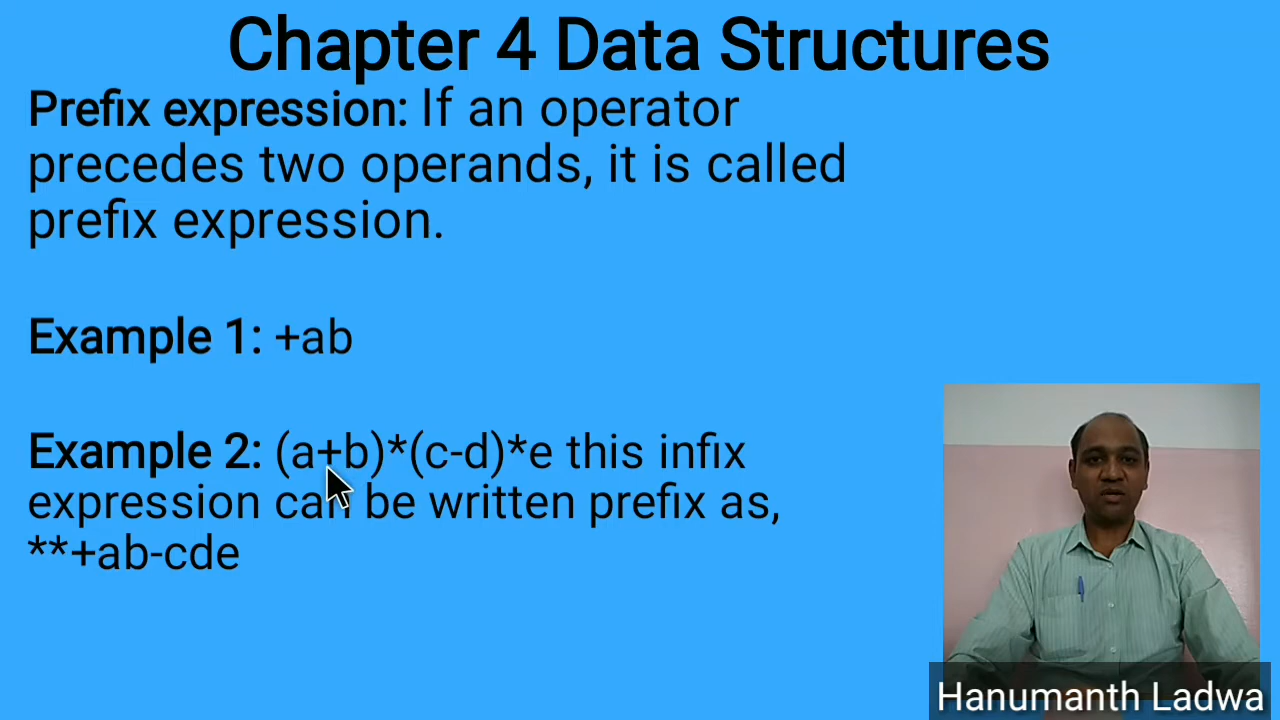 Chapter 4 Data Structures
Prefix expression: If an operator
precedes two operands, it is called
prefix expression.
Example 1: +ab
Example 2: (a+b)*(c-d)*e this infix
expression can be written prefix as,
**+ab-cde
Hanumanth Ladwa